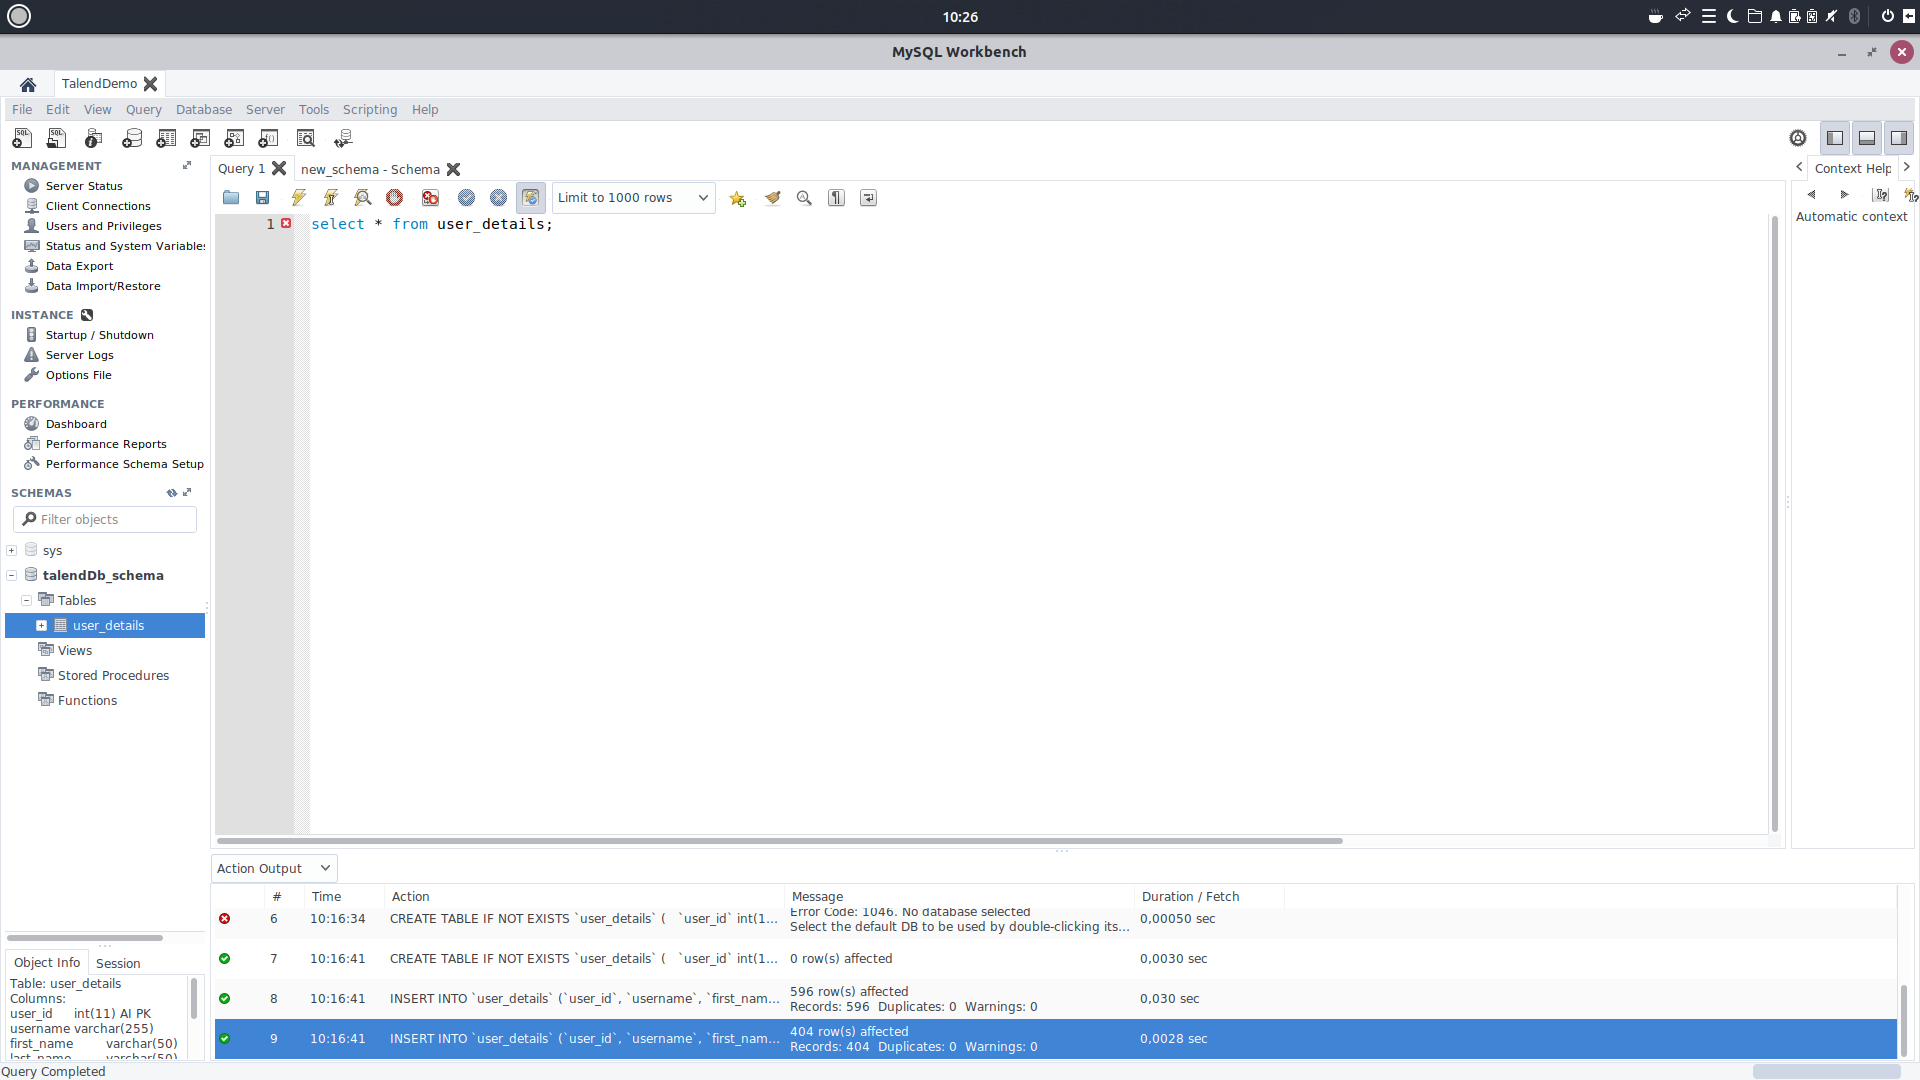 10:26
MySQL Workbench
TalendDemo
File Edit View Query Database Server Tools Scripting Help
MANAGEMENT
Server Status
Client Connections
Users and Privileges
Status and System Variables
Data Export
Data Import/Restore
INSTANCE
Startup / Shutdown
Server Logs
Options File
PERFORMANCE
Dashboard
Performance Reports
Performance Schema Setup
SCHEMAS
Filter objects
sys
talendDb_schema
Tables
user_details
Views
Stored Procedures
Functions
Object Info Session
Table: user_details
Columns:
user_id int(11) AI PK
username varchar(255)
first_name varchar(50)
last_name varchar(50)
Query 1 new_schema - Schema
Limit to 1000 rows
1 select * from user_details;
Context Help
Automatic context
Action Output
# Time Action Message Duration / Fetch
6 10:16:34 CREATE TABLE IF NOT EXISTS `user_details` ( `user_id` int(1... Error Code: 1046. No database selected 0,00050 sec
Select the default DB to be used by double-clicking its...
7 10:16:41 CREATE TABLE IF NOT EXISTS `user_details` ( `user_id` int(1... 0 row(s) affected 0,0030 sec
8 10:16:41 INSERT INTO `user_details` (`user_id`, `username`, `first_nam... 596 row(s) affected 0,030 sec
Records: 596 Duplicates: 0 Warnings: 0
9 10:16:41 INSERT INTO `user_details` (`user_id`, `username`, `first_nam... 404 row(s) affected 0,0028 sec
Records: 404 Duplicates: 0 Warnings: 0
Query Completed